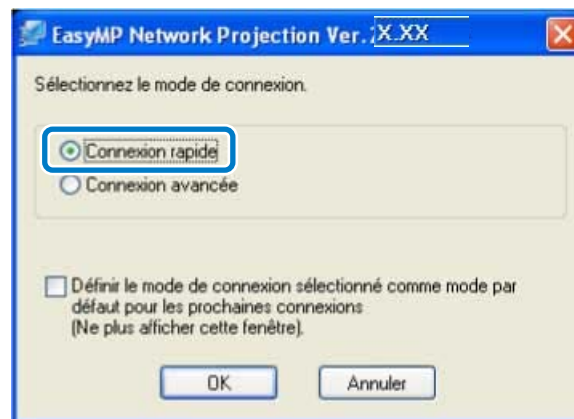 EasyMP Network Projection Ver. X.XX
Sélectionnez le mode de connexion.
Connexion rapide
Connexion avancée
Définir le mode de connexion sélectionné comme mode par
défaut pour les prochaines connexions
(Ne plus afficher cette fenêtre).
OK
Annuler